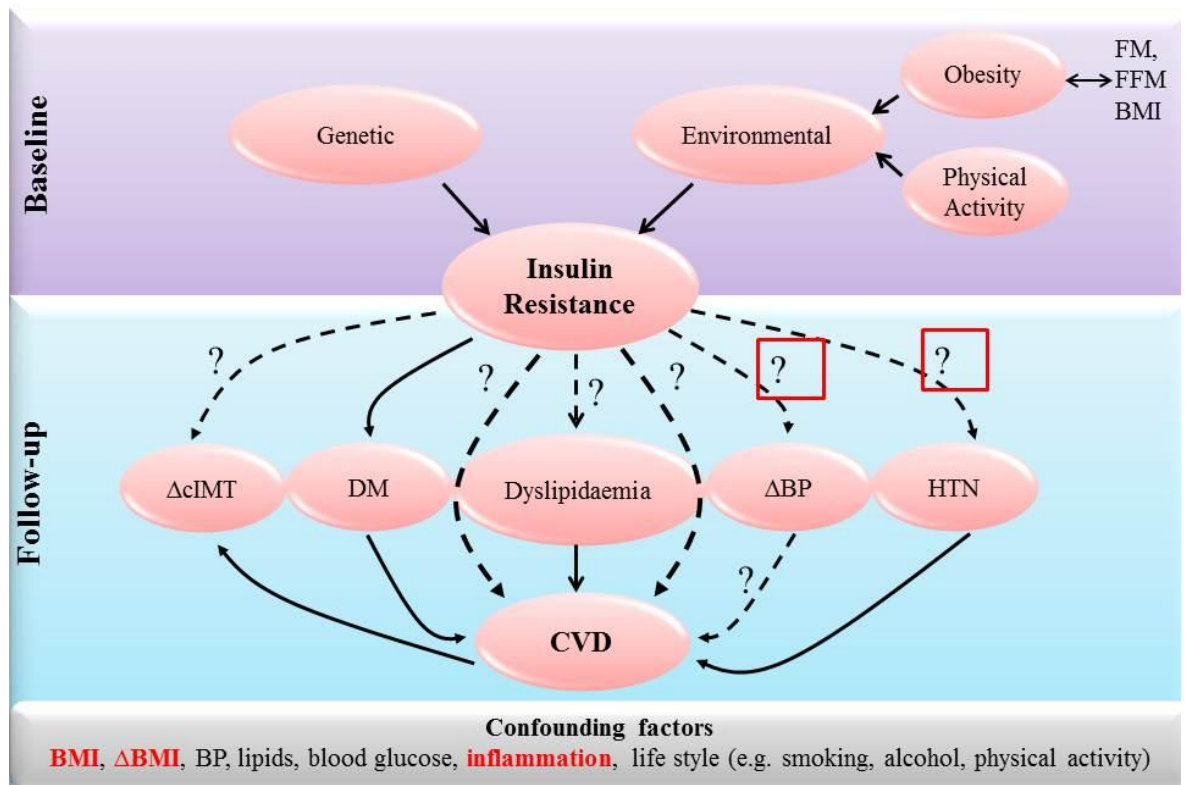 Baseline
Genetic
Environmental
Obesity
FM,
FFM
BMI
Physical
Activity
Insulin
Resistance
Follow-up
?
?
?
?
?
?
ΔcIMT
DM
Dyslipidaemia
ΔBP
HTN
?
CVD
Confounding factors
BMI, ΔBMI, BP, lipids, blood glucose, inflammation, life style (e.g. smoking, alcohol, physical activity)